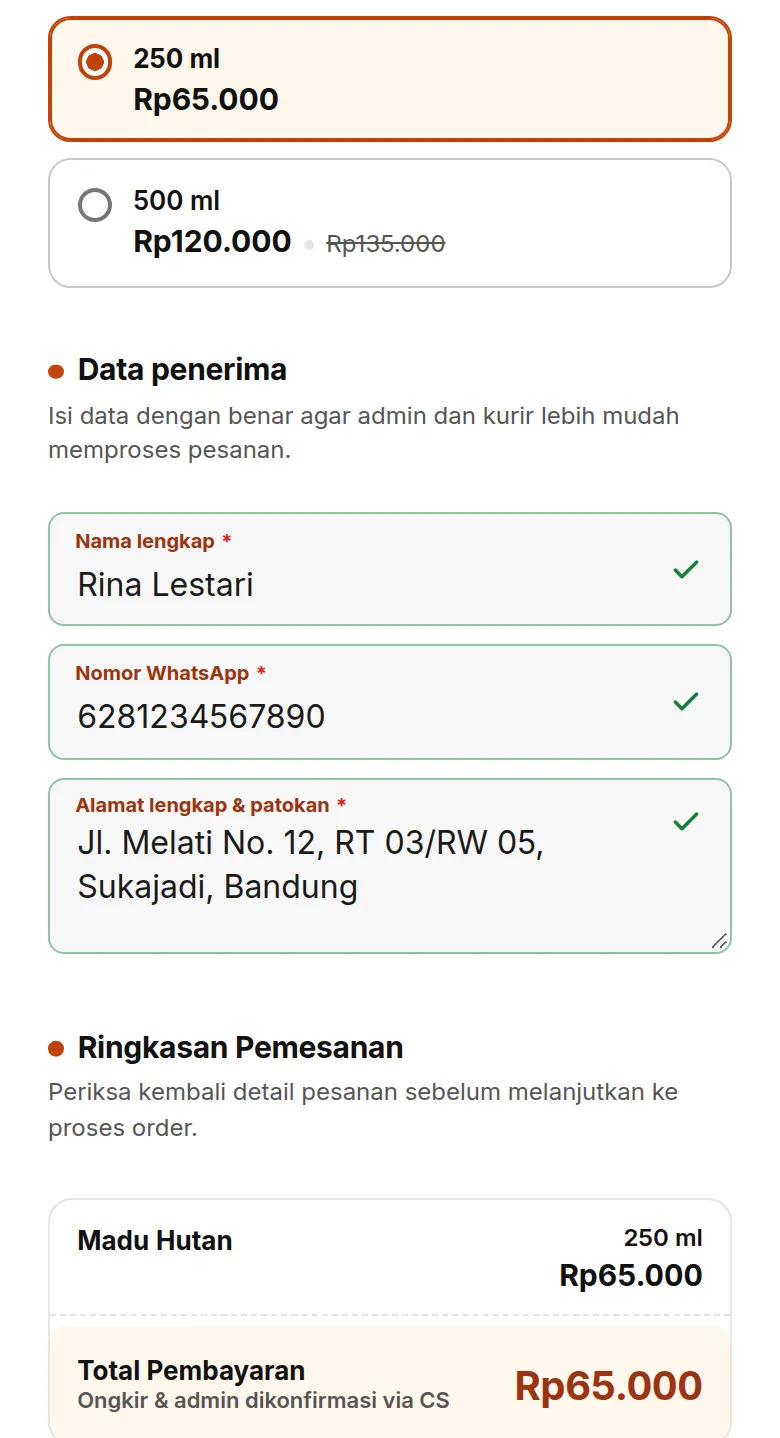 250 ml
Rp65.000
500 ml
Rp120.000 Rp135.000
Data penerima
Isi data dengan benar agar admin dan kurir lebih mudah
memproses pesanan.
Nama lengkap *
Rina Lestari
Nomor WhatsApp *
6281234567890
Alamat lengkap & patokan *
Jl. Melati No. 12, RT 03/RW 05,
Sukajadi, Bandung
Ringkasan Pemesanan
Periksa kembali detail pesanan sebelum melanjutkan ke
proses order.
Madu Hutan
250 ml
Rp65.000
Total Pembayaran
Ongkir & admin dikonfirmasi via CS
Rp65.000